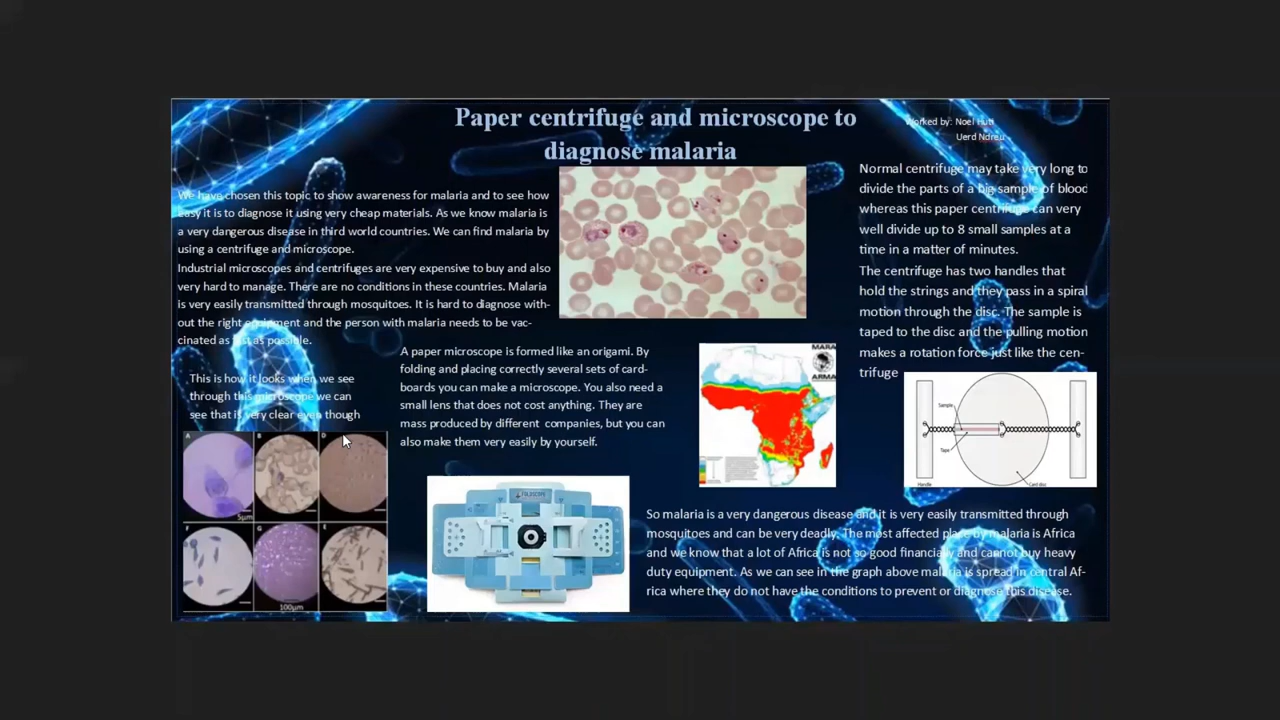 Paper centrifuge and microscope to
diagnose malaria
Worked by: Noel Huti
Uerd Ndreu
We have chosen this topic to show awareness for malaria and to see how
easy it is to diagnose it using very cheap materials. As we know malaria is
a very dangerous disease in third world countries. We can find malaria by
using a centrifuge and microscope.
Industrial microscopes and centrifuges are very expensive to buy and also
very hard to manage. There are no conditions in these countries. Malaria
is very easily transmitted through mosquitoes. It is hard to diagnose with-
out the right equipment and the person with malaria needs to be vac-
cinated as fast as possible.
This is how it looks when we see
through this microscope we can
see that is very clear even though
A
B
D
5µm
F
G
E
100µm
A paper microscope is formed like an origami. By
folding and placing correctly several sets of card-
boards you can make a microscope. You also need a
small lens that does not cost anything. They are
mass produced by different companies, but you can
also make them very easily by yourself.
FOLDSCOPE
MARA
ARMA
Normal centrifuge may take very long to
divide the parts of a big sample of blood
whereas this paper centrifuge can very
well divide up to 8 small samples at a
time in a matter of minutes.
The centrifuge has two handles that
hold the strings and they pass in a spiral
motion through the disc. The sample is
taped to the disc and the pulling motion
makes a rotation force just like the cen-
trifuge
Sample
Tape
Handle
Card disc
So malaria is a very dangerous disease and it is very easily transmitted through
mosquitoes and can be very deadly. The most affected place by malaria is Africa
and we know that a lot of Africa is not so good financially and cannot buy heavy
duty equipment. As we can see in the graph above malaria is spread in central Af-
rica where they do not have the conditions to prevent or diagnose this disease.